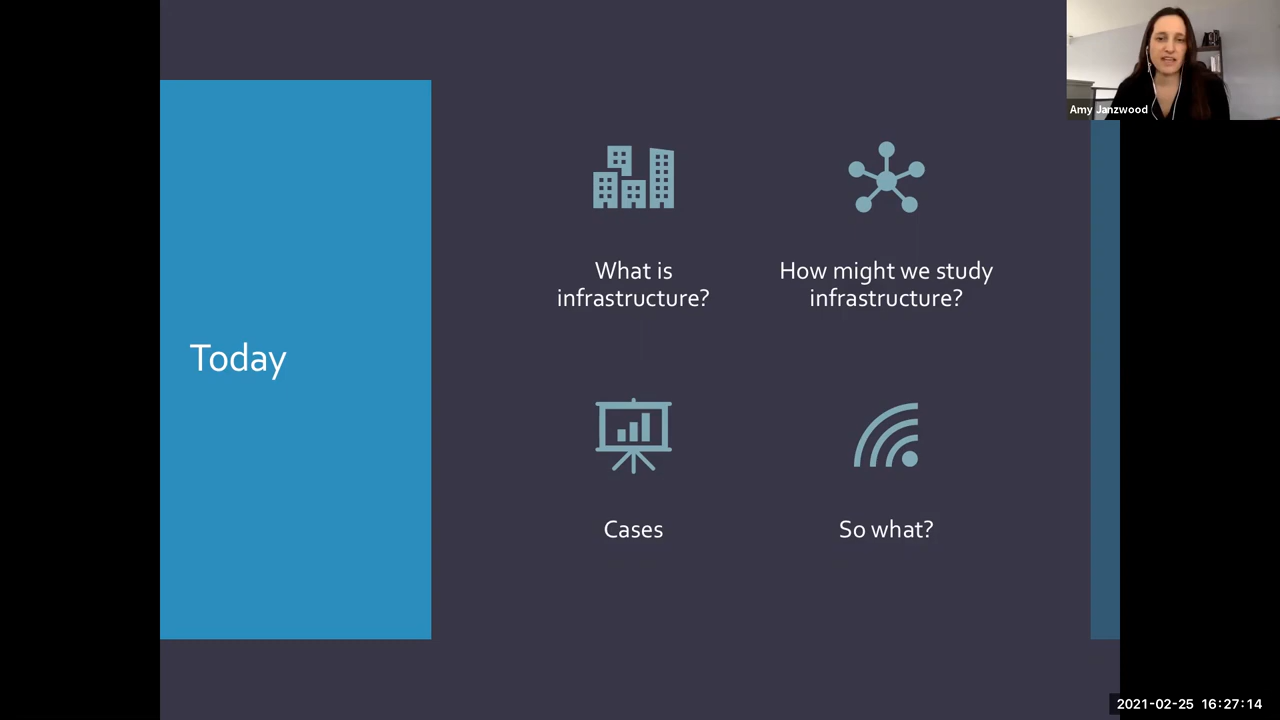 Amy Janzwood
Today
What is
infrastructure?
How might we study
infrastructure?
Cases
So what?
2021-02-25 16:27:14